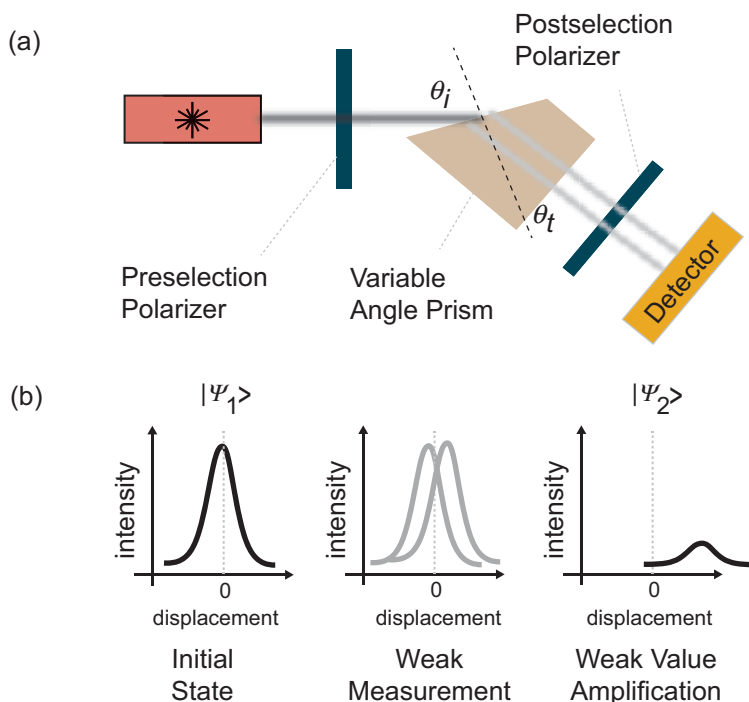 (a)
Postselection
Polarizer
θi
θt
Preselection
Polarizer
Variable
Angle Prism
Detector
(b)
|Ψ1>
|Ψ2>
intensity
intensity
intensity
0
0
0
displacement
displacement
displacement
Initial
State
Weak
Measurement
Weak Value
Amplification